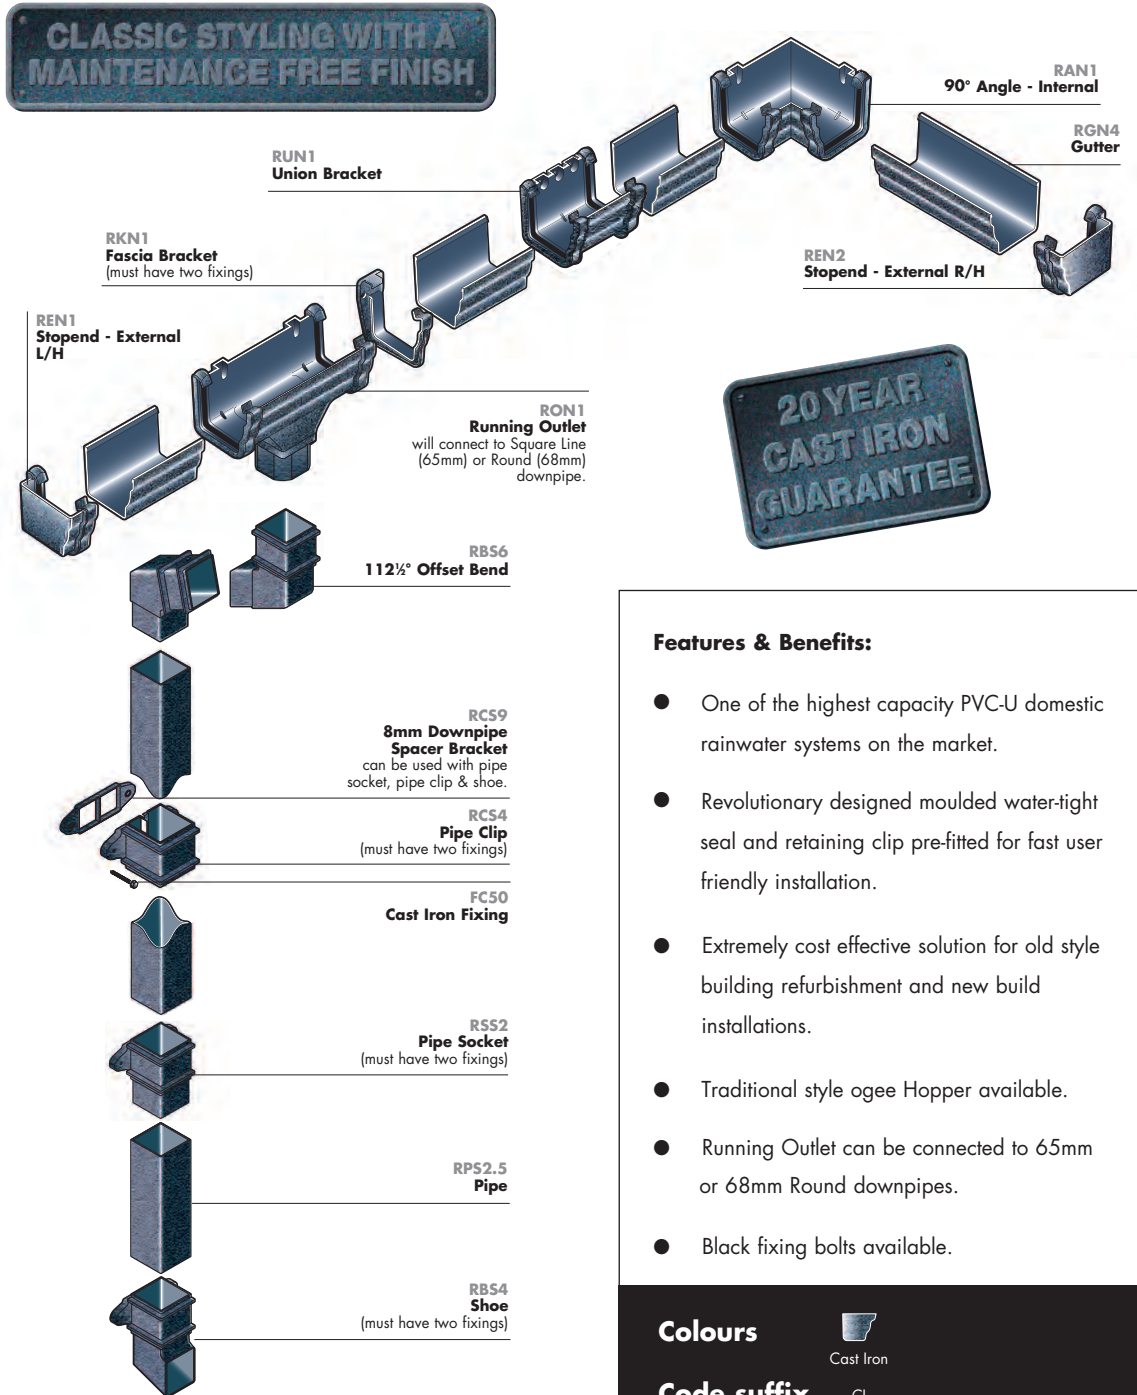 CLASSIC STYLING WITH A
MAINTENANCE FREE FINISH
RAN1
90° Angle - Internal
RGN4
Gutter
RUN1
Union Bracket
RKN1
Fascia Bracket
(must have two fixings)
REN2
Stopend - External R/H
REN1
Stopend - External
L/H
RON1
Running Outlet
will connect to Square Line
(65mm) or Round (68mm)
downpipe.
20 YEAR
CAST IRON
GUARANTEE
RBS6
112½° Offset Bend
RCS9
8mm Downpipe
Spacer Bracket
can be used with pipe
socket, pipe clip & shoe.
RCS4
Pipe Clip
(must have two fixings)
FC50
Cast Iron Fixing
RSS2
Pipe Socket
(must have two fixings)
RPS2.5
Pipe
RBS4
Shoe
(must have two fixings)
Features & Benefits:
● One of the highest capacity PVC-U domestic
rainwater systems on the market.
● Revolutionary designed moulded water-tight
seal and retaining clip pre-fitted for fast user
friendly installation.
● Extremely cost effective solution for old style
building refurbishment and new build
installations.
● Traditional style ogee Hopper available.
● Running Outlet can be connected to 65mm
or 68mm Round downpipes.
● Black fixing bolts available.
Colours
Cast Iron
Code suffix